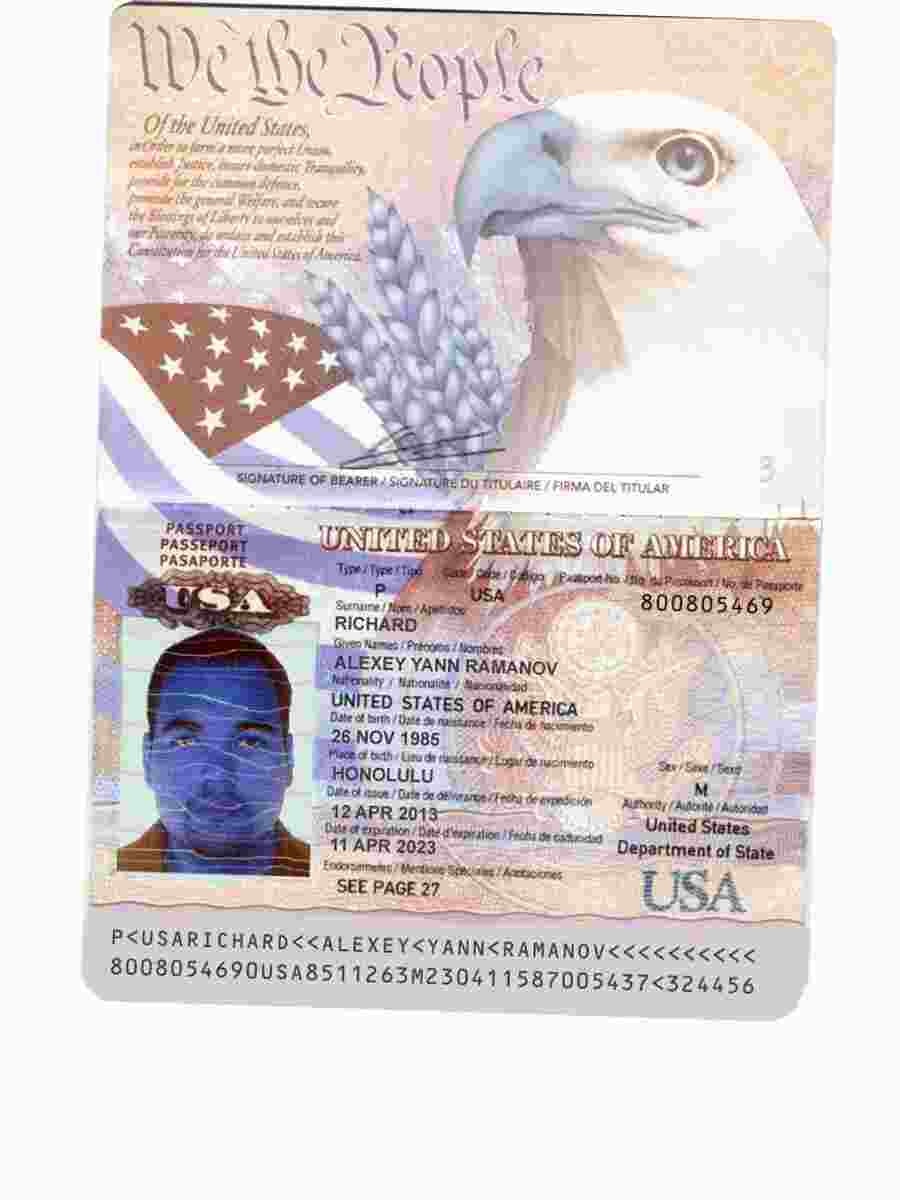 We the People
Of the United States,
in Order to form a more perfect Union,
establish Justice, insure domestic Tranquility,
provide for the common defence,
promote the general Welfare, and secure
the Blessings of Liberty to ourselves and
our Posterity, do ordain and establish this
Constitution for the United States of America.
3
SIGNATURE OF BEARER / SIGNATURE DU TITULAIRE / FIRMA DEL TITULAR
PASSPORT
PASSEPORT
PASAPORTE
USA
UNITED STATES OF AMERICA
Type / Type / Tipo Code / Code / Código Passport No. / No. du Passeport / No. de Pasaporte
P USA 800805469
Surname / Nom / Apellidos
RICHARD
Given Names / Prénoms / Nombres
ALEXEY YANN RAMANOV
Nationality / Nationalité / Nacionalidad
UNITED STATES OF AMERICA
Date of birth / Date de naissance / Fecha de nacimiento
26 NOV 1985
Place of birth / Lieu de naissance / Lugar de nacimiento
HONOLULU
Sex / Sexe / Sexo
M
Date of issue / Date de délivrance / Fecha de expedición
12 APR 2013
Authority / Autorité / Autoridad
United States
Department of State
Date of expiration / Date d'expiration / Fecha de caducidad
11 APR 2023
Endorsements / Mentions Spéciales / Anotaciones
SEE PAGE 27
USA
P<USARICHARD<<ALEXEY<YANN<RAMANOV<<<<<<<<<<
8008054690USA8511263M230411587005437<324456